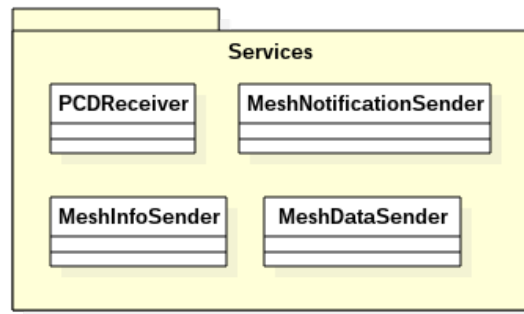 Services
PCDReceiver
MeshNotificationSender
MeshInfoSender
MeshDataSender